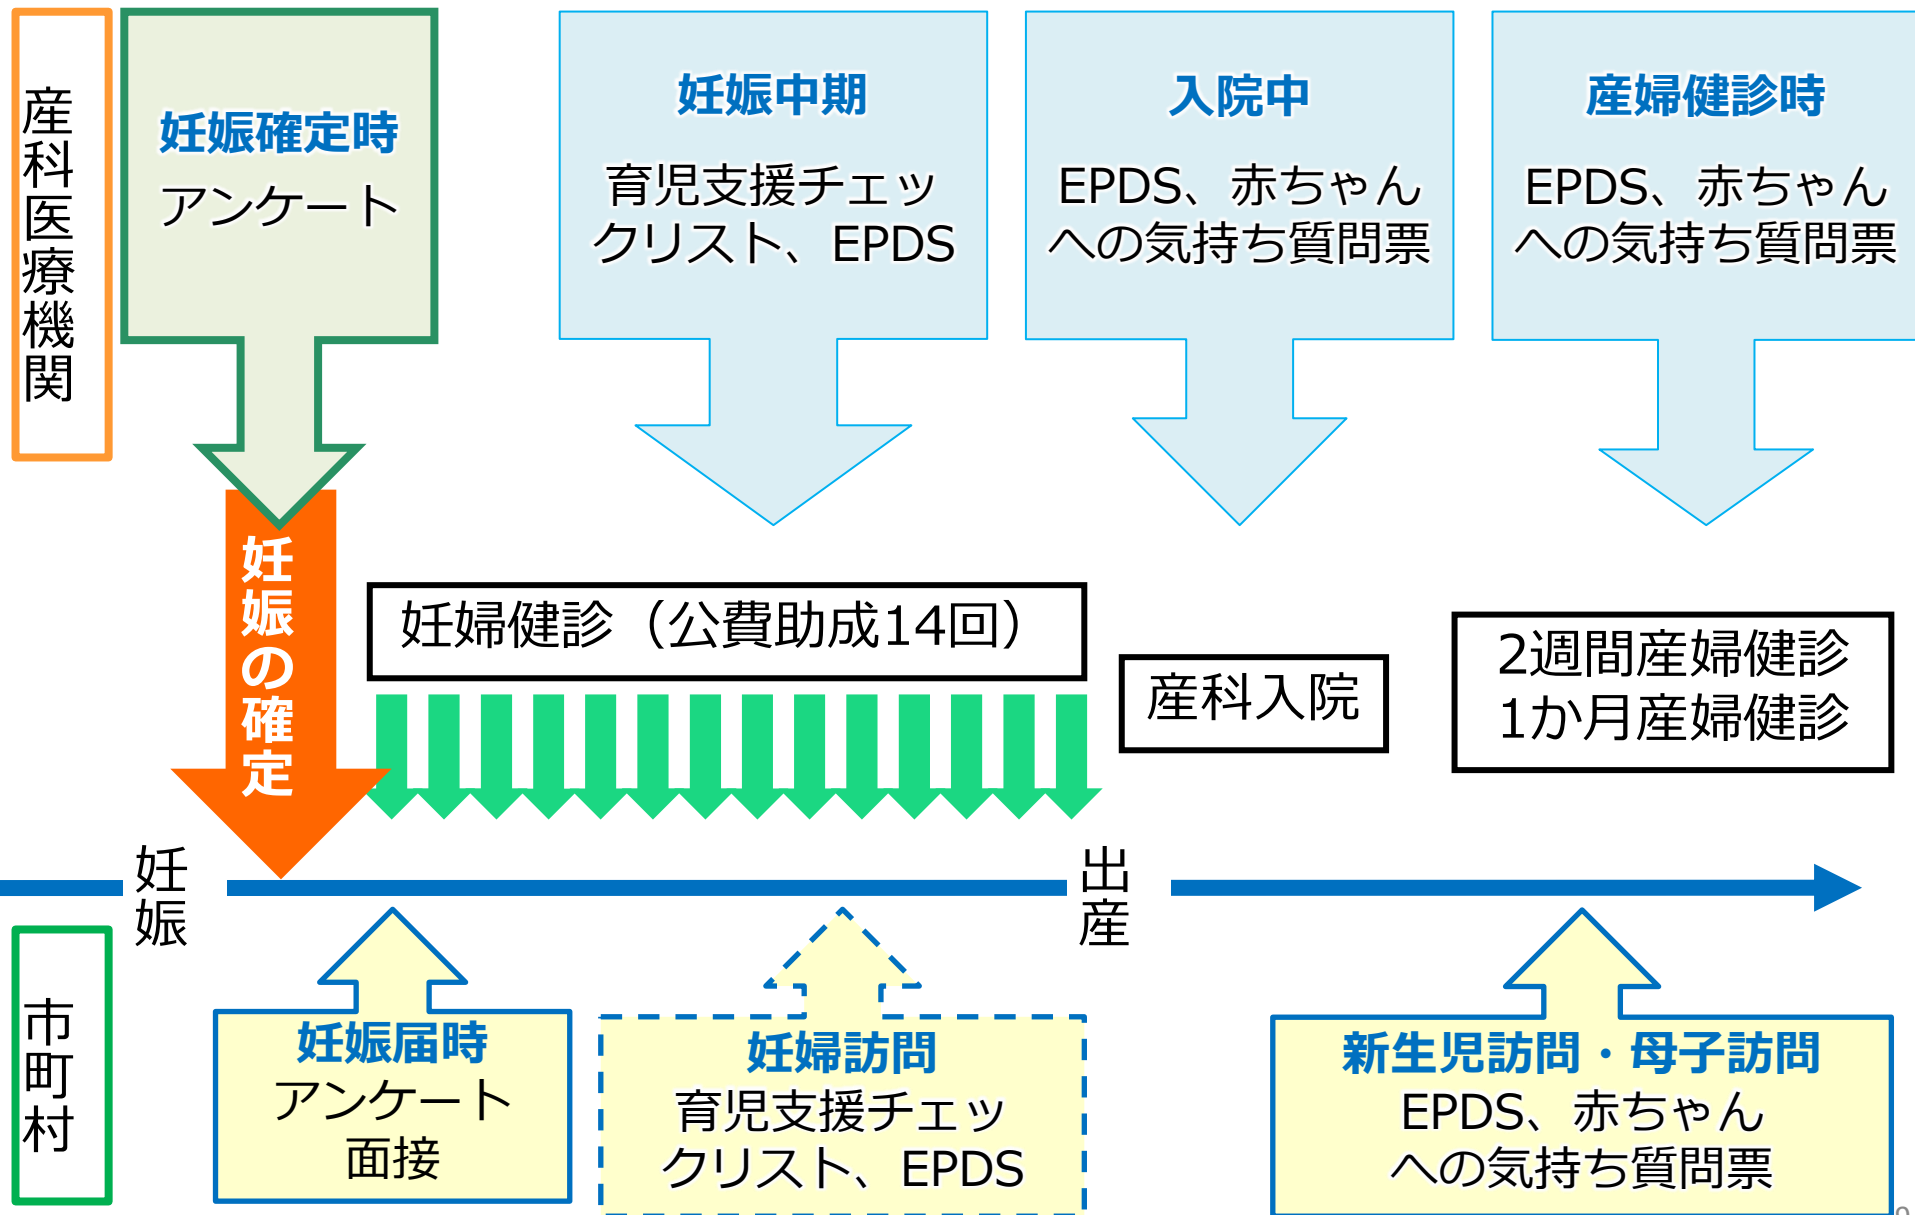 産科医療機関
妊娠確定時
アンケート
妊娠中期
育児支援チェッ
クリスト、EPDS
入院中
EPDS、赤ちゃん
への気持ち質問票
産婦健診時
EPDS、赤ちゃん
への気持ち質問票
妊娠の確定
妊婦健診（公費助成14回）
産科入院
2週間産婦健診
1か月産婦健診
妊娠
出産
市町村
妊娠届時
アンケート
面接
妊婦訪問
育児支援チェッ
クリスト、EPDS
新生児訪問・母子訪問
EPDS、赤ちゃん
への気持ち質問票